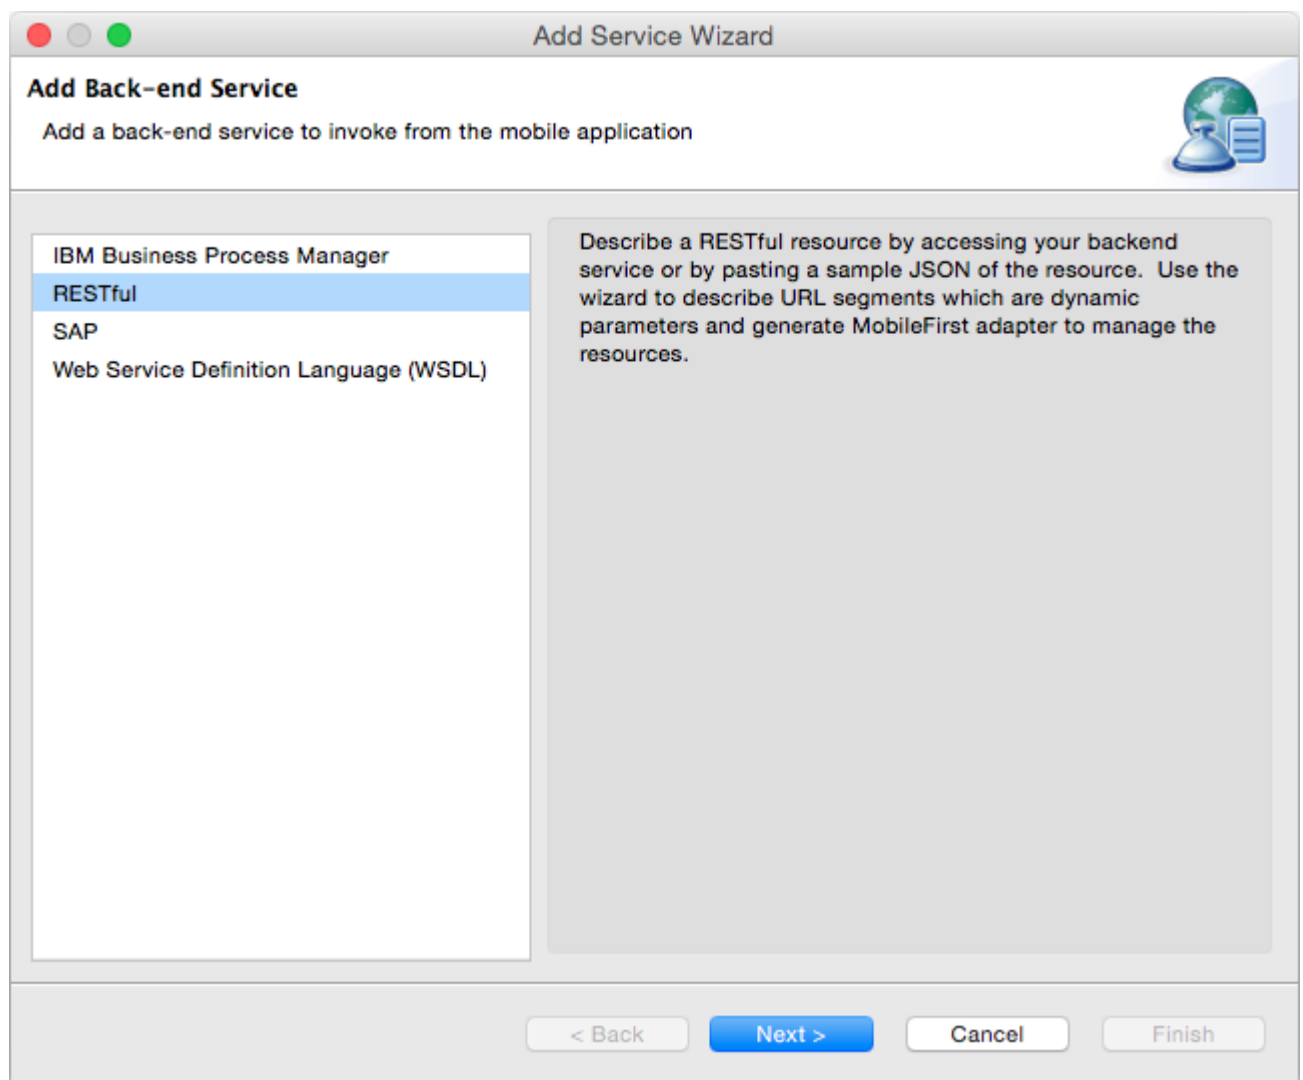 Add Service Wizard
Add Back-end Service
Add a back-end service to invoke from the mobile application
IBM Business Process Manager
RESTful
SAP
Web Service Definition Language (WSDL)
Describe a RESTful resource by accessing your backend
service or by pasting a sample JSON of the resource.  Use the
wizard to describe URL segments which are dynamic
parameters and generate MobileFirst adapter to manage the
resources.
< Back
Next >
Cancel
Finish